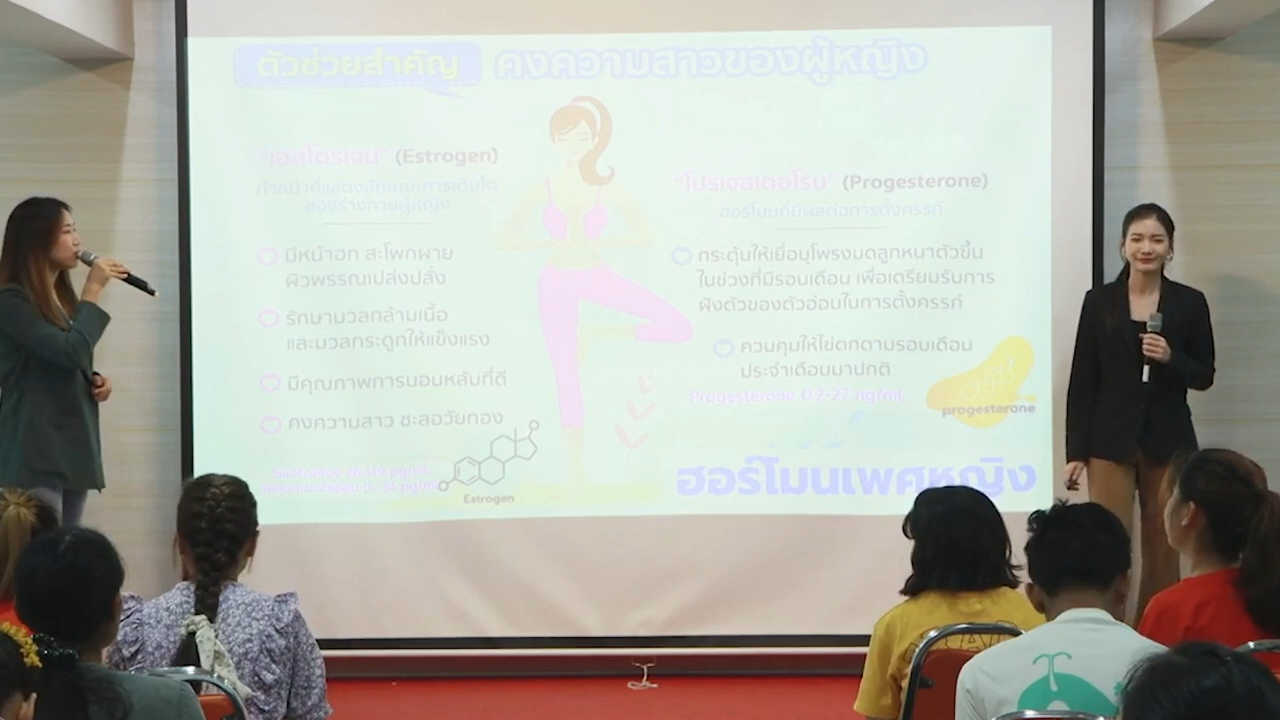 ตัวช่วยสำคัญ คงความสาวของผู้หญิง
"เอสโตรเจน" (Estrogen)
ทำหน้าที่แสดงลักษณะการเติบโต
ของร่างกายผู้หญิง
มีหน้าอก สะโพกผาย
ผิวพรรณเปล่งปลั่ง
รักษามวลกล้ามเนื้อ
และมวลกระดูกให้แข็งแรง
มีคุณภาพการนอนหลับที่ดี
คงความสาว ชะลอวัยทอง
Estrogen
"โปรเจสเตอโรน" (Progesterone)
ฮอร์โมนที่มีผลต่อการตั้งครรภ์
กระตุ้นให้เยื่อบุโพรงมดลูกหนาตัวขึ้น
ในช่วงที่มีรอบเดือน เพื่อเตรียมรับการ
ฝังตัวของตัวอ่อนในการตั้งครรภ์
ควบคุมให้ไข่ตกตามรอบเดือน
ประจำเดือนมาปกติ
Progesterone 0.2-27 ng/mL
progesterone
ฮอร์โมนเพศหญิง